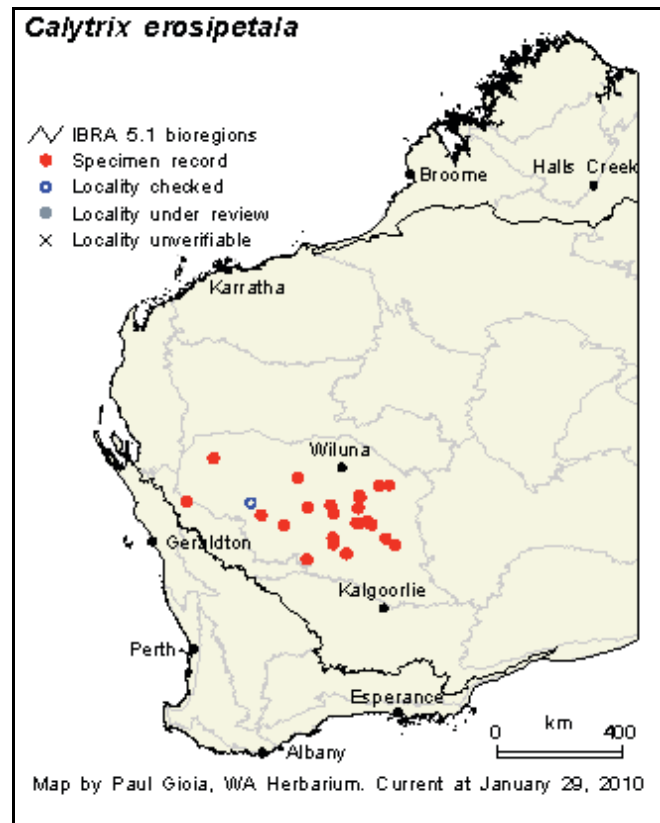 Calytrix erosipetala
IBRA 5.1 bioregions
Specimen record
Locality checked
Locality under review
Locality unverifiable
Broome
Halls Creek
Karratha
Wiluna
Geraldton
Kalgoorlie
Perth
Esperance
Albany
km
0 400
Map by Paul Gioia, WA Herbarium. Current at January 29, 2010